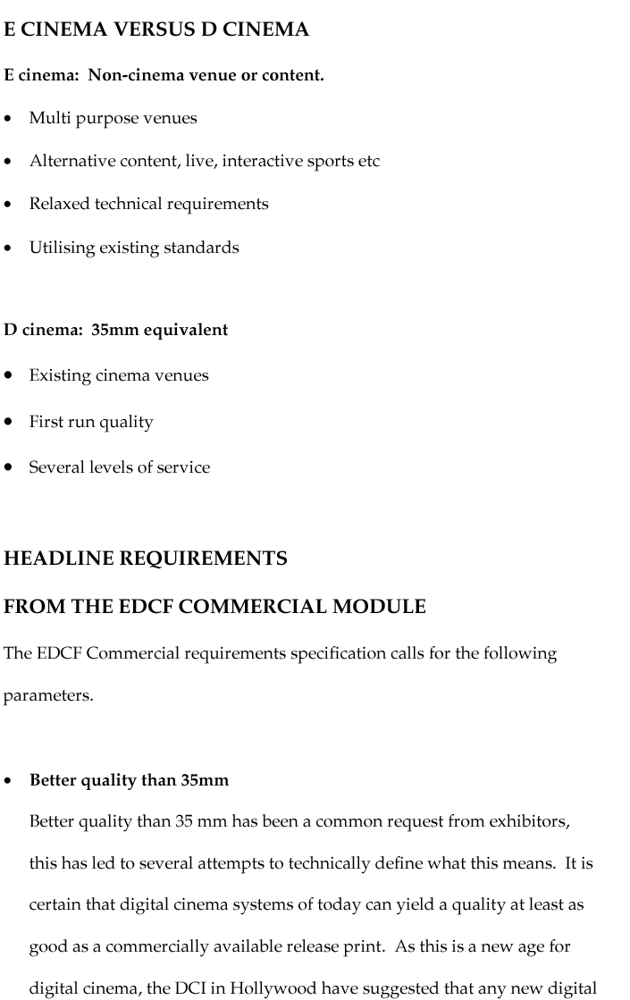 E CINEMA VERSUS D CINEMA
E cinema:  Non-cinema venue or content.
• Multi purpose venues
• Alternative content, live, interactive sports etc
• Relaxed technical requirements
• Utilising existing standards
D cinema:  35mm equivalent
• Existing cinema venues
• First run quality
• Several levels of service
HEADLINE REQUIREMENTS
FROM THE EDCF COMMERCIAL MODULE
The EDCF Commercial requirements specification calls for the following
parameters.
• Better quality than 35mm
Better quality than 35 mm has been a common request from exhibitors,
this has led to several attempts to technically define what this means.  It is
certain that digital cinema systems of today can yield a quality at least as
good as a commercially available release print.  As this is a new age for
digital cinema, the DCI in Hollywood have suggested that any new digital